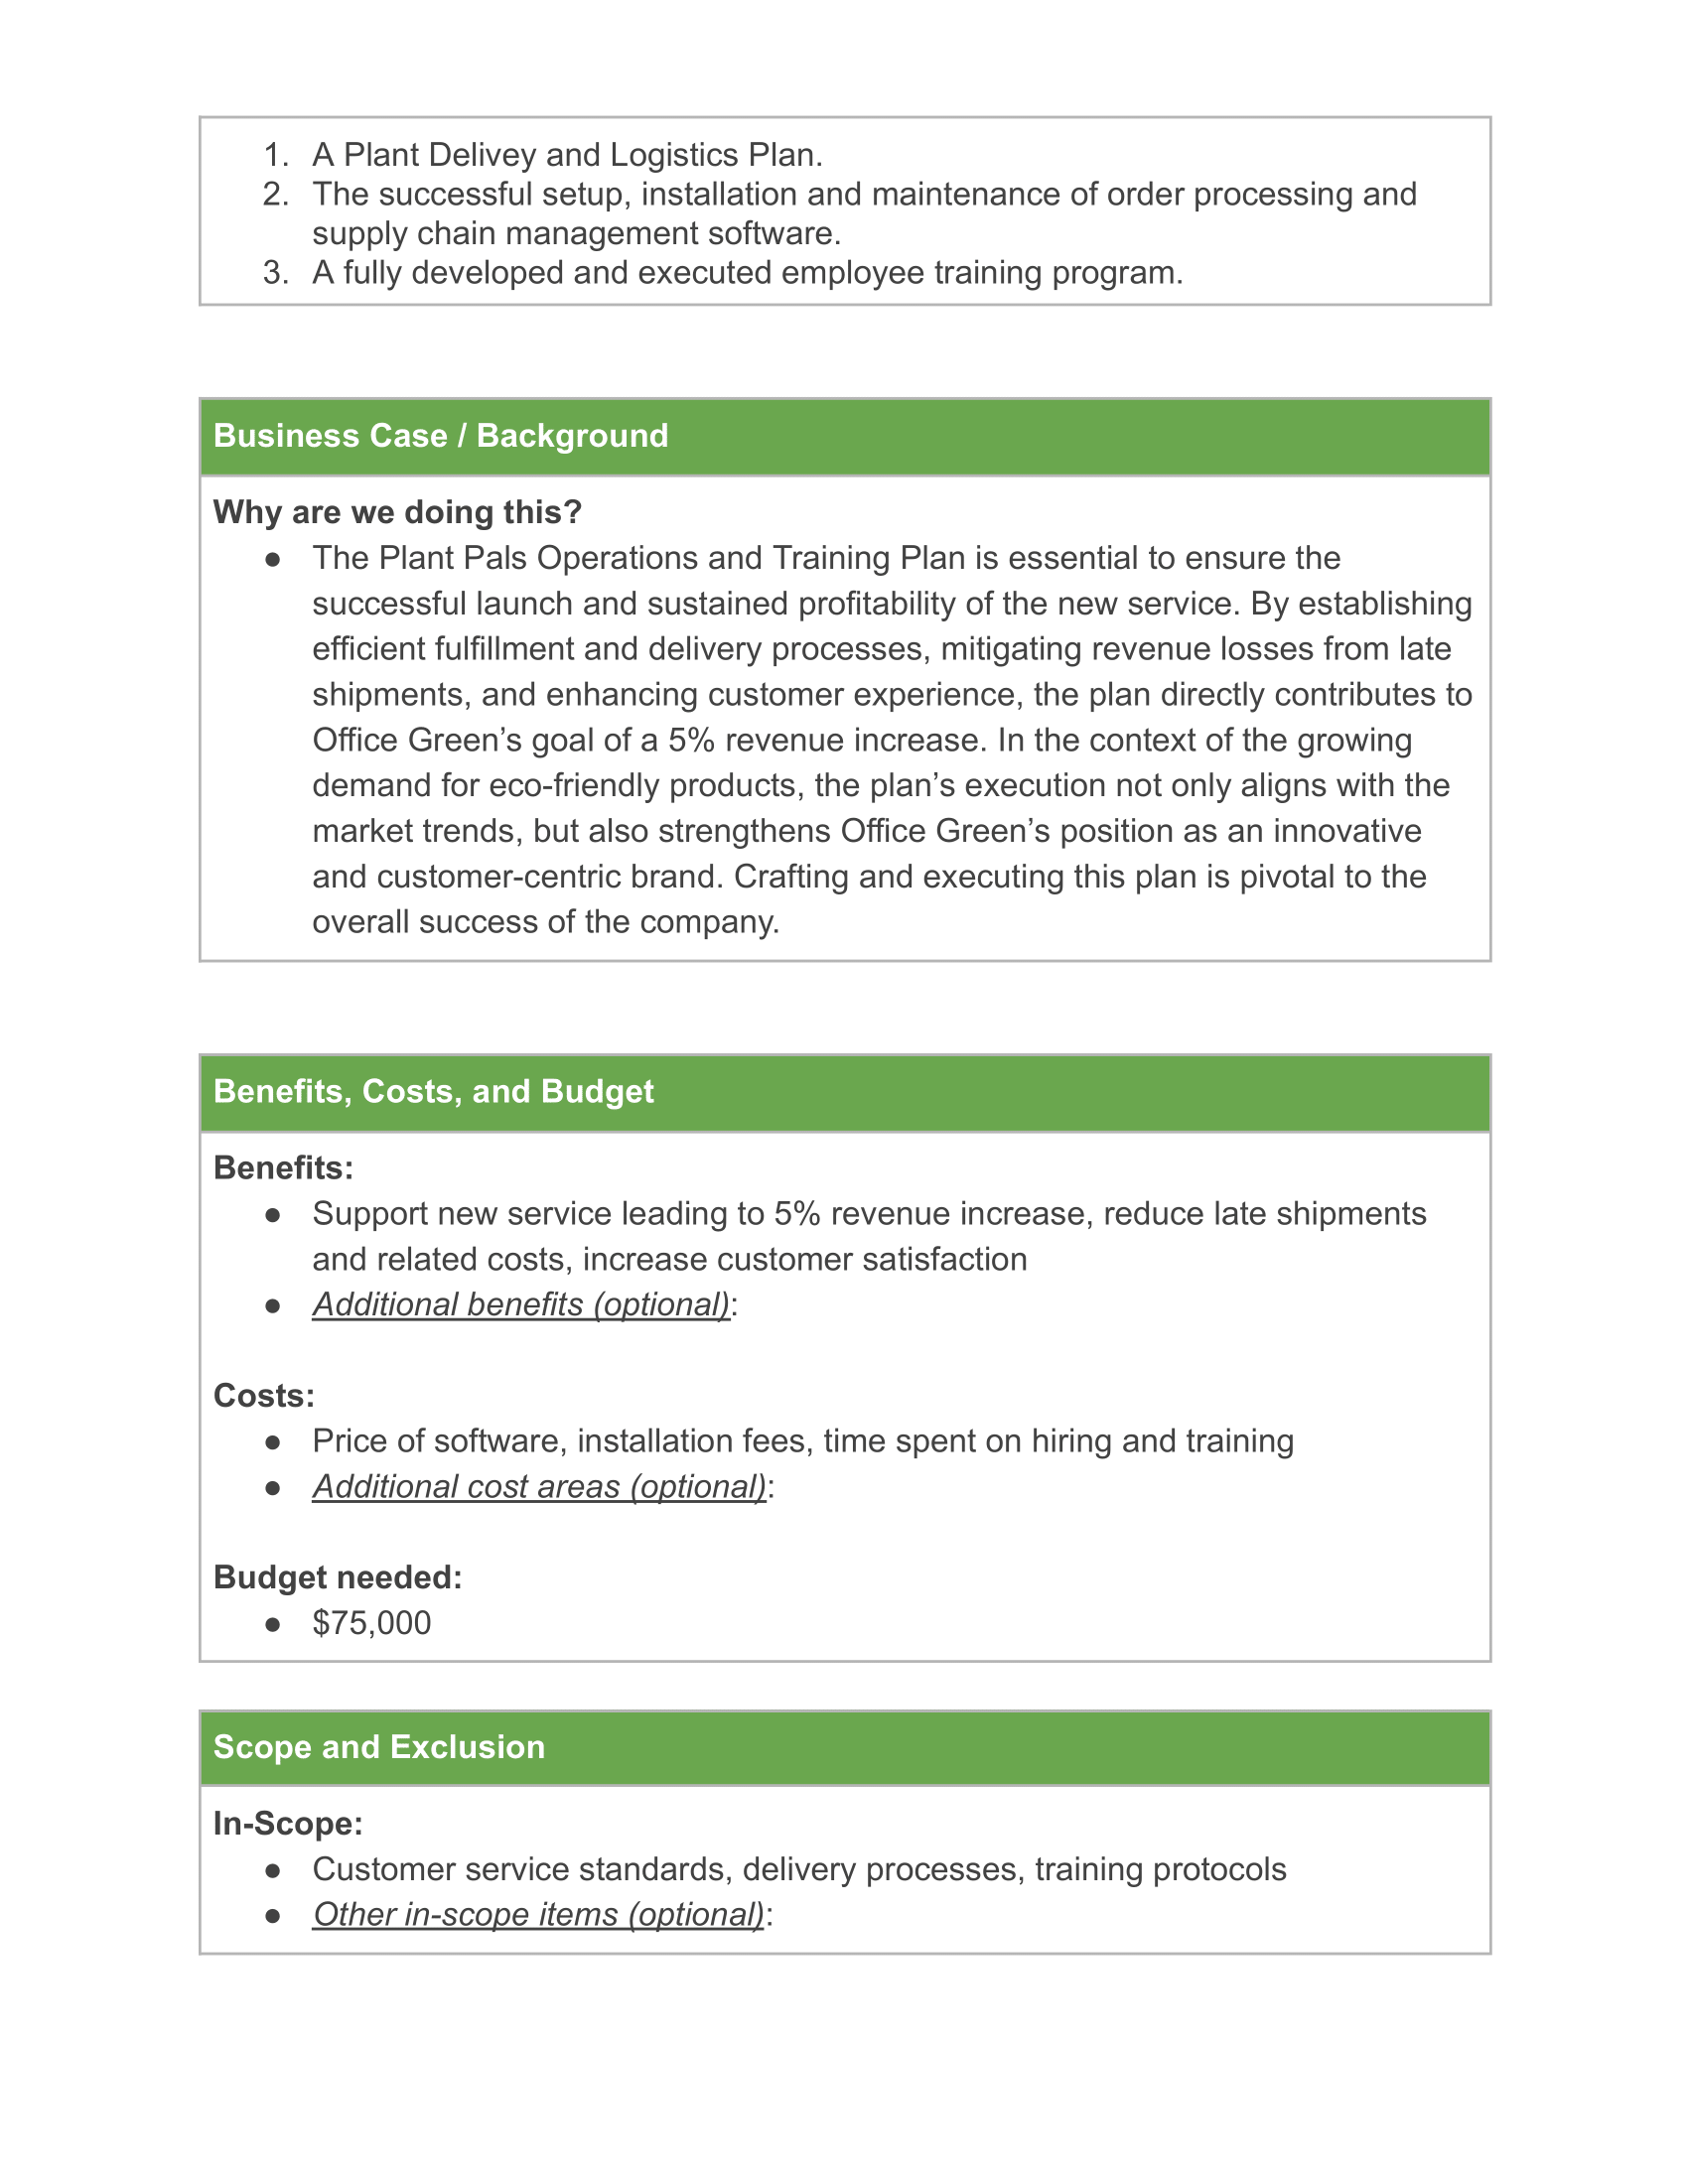 1. A Plant Delivey and Logistics Plan.
2. The successful setup, installation and maintenance of order processing and
supply chain management software.
3. A fully developed and executed employee training program.
Business Case / Background
Why are we doing this?
● The Plant Pals Operations and Training Plan is essential to ensure the
successful launch and sustained profitability of the new service. By establishing
efficient fulfillment and delivery processes, mitigating revenue losses from late
shipments, and enhancing customer experience, the plan directly contributes to
Office Green’s goal of a 5% revenue increase. In the context of the growing
demand for eco-friendly products, the plan’s execution not only aligns with the
market trends, but also strengthens Office Green’s position as an innovative
and customer-centric brand. Crafting and executing this plan is pivotal to the
overall success of the company.
Benefits, Costs, and Budget
Benefits:
● Support new service leading to 5% revenue increase, reduce late shipments
and related costs, increase customer satisfaction
● Additional benefits (optional):
Costs:
● Price of software, installation fees, time spent on hiring and training
● Additional cost areas (optional):
Budget needed:
● $75,000
Scope and Exclusion
In-Scope:
● Customer service standards, delivery processes, training protocols
● Other in-scope items (optional):